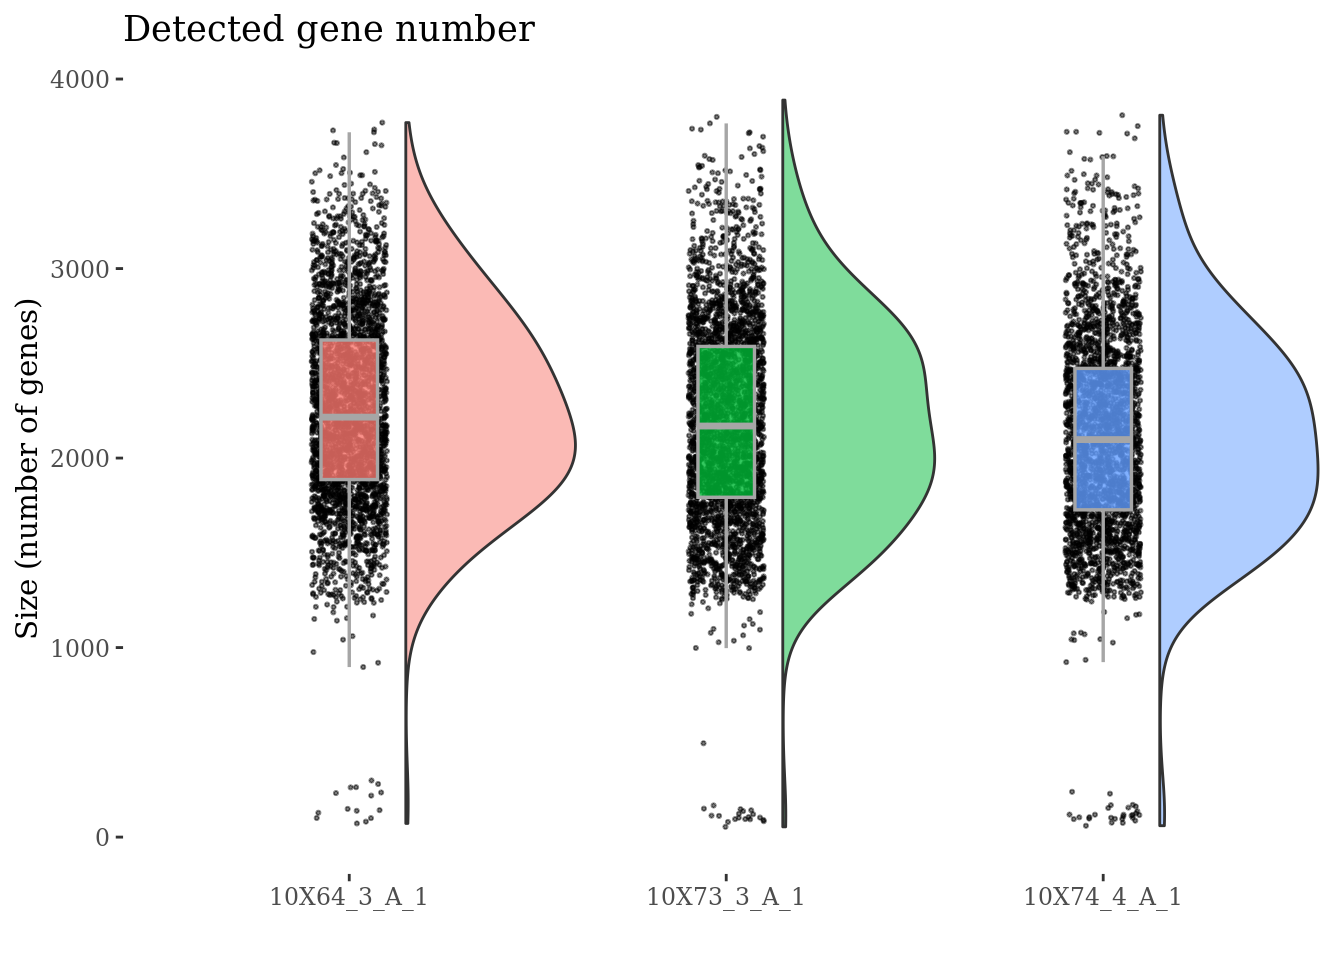 Detected gene number
Size (number of genes)
4000
3000
2000
1000
0
10X64_3_A_1
10X73_3_A_1
10X74_4_A_1